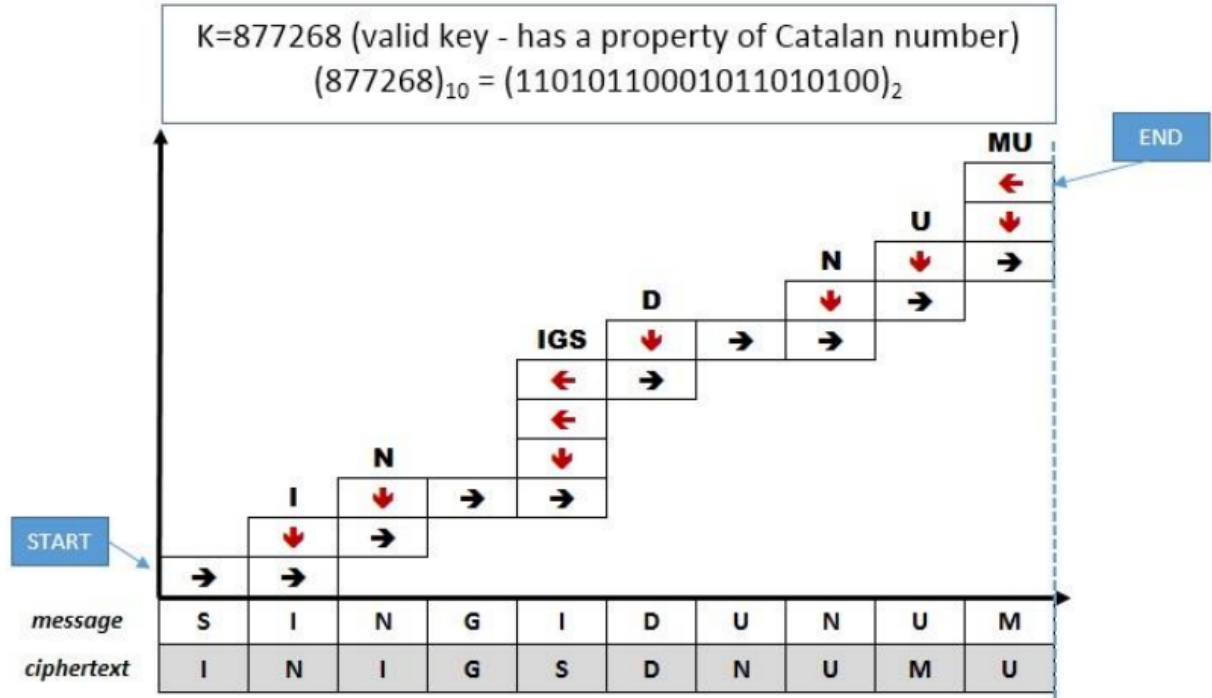 K=877268 (valid key - has a property of Catalan number)
(877268)10 = (11010110001011010100)2
END
MU
U
N
D
IGS
N
I
START
message S I N G I D U N U M
ciphertext I N I G S D N U M U